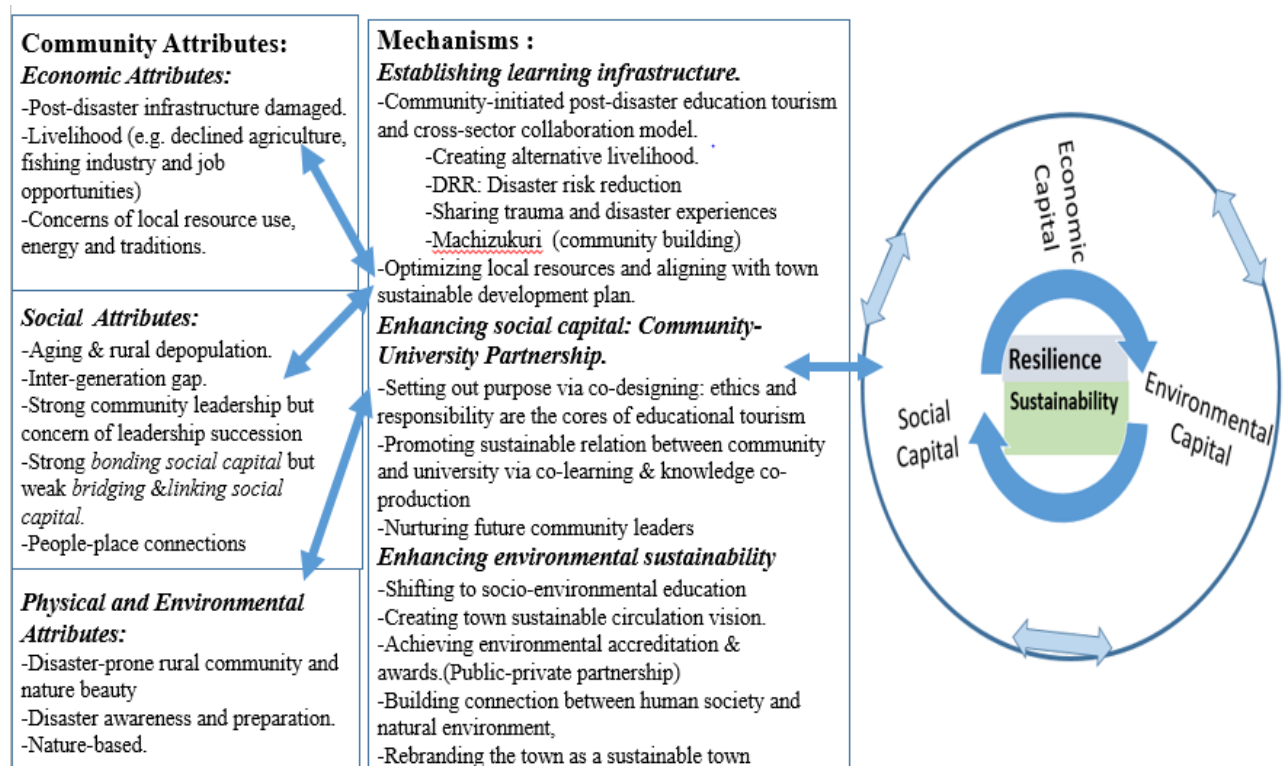 Community Attributes:
Economic Attributes:
-Post-disaster infrastructure damaged.
-Livelihood (e.g. declined agriculture,
fishing industry and job
opportunities)
-Concerns of local resource use,
energy and traditions.
Social Attributes:
-Aging & rural depopulation.
-Inter-generation gap.
-Strong community leadership but
concern of leadership succession
-Strong bonding social capital but
weak bridging &linking social
capital.
-People-place connections
Physical and Environmental
Attributes:
-Disaster-prone rural community and
nature beauty
-Disaster awareness and preparation.
-Nature-based.
Mechanisms :
Establishing learning infrastructure.
-Community-initiated post-disaster education tourism
and cross-sector collaboration model.
-Creating alternative livelihood.
-DRR: Disaster risk reduction
-Sharing trauma and disaster experiences
-Machizukuri (community building)
-Optimizing local resources and aligning with town
sustainable development plan.
Enhancing social capital: Community-
University Partnership.
-Setting out purpose via co-designing: ethics and
responsibility are the cores of educational tourism
-Promoting sustainable relation between community
and university via co-learning & knowledge co-
production
-Nurturing future community leaders
Enhancing environmental sustainability
-Shifting to socio-environmental education
-Creating town sustainable circulation vision.
-Achieving environmental accreditation &
awards.(Public-private partnership)
-Building connection between human society and
natural environment,
-Rebranding the town as a sustainable town
Economic
Capital
Resilience
Sustainability
Social
Capital
Environmental
Capital